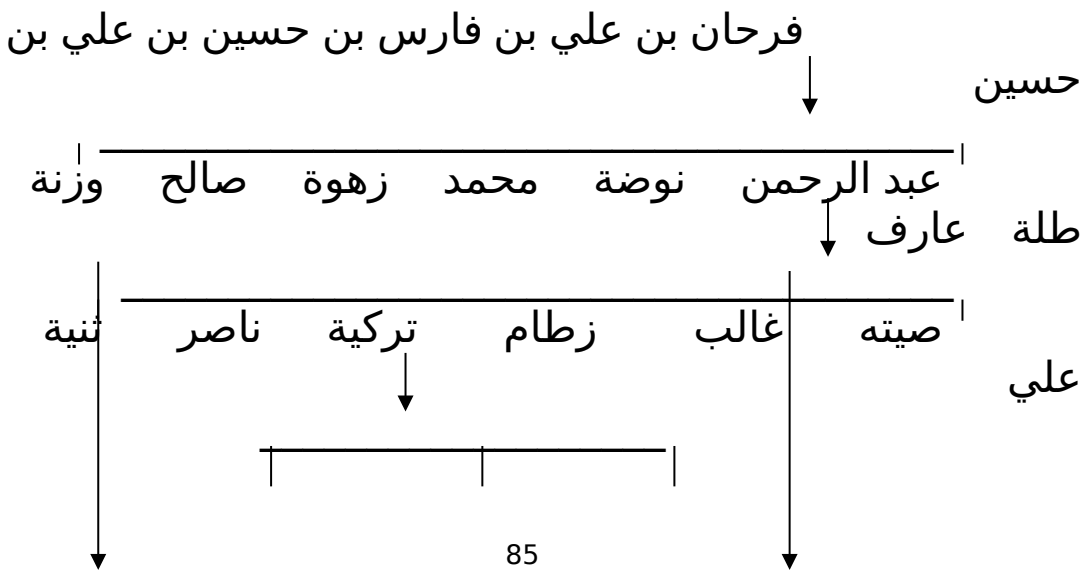 فرحان بن علي بن فارس بن حسين بن علي بن
حسين
عبد الرحمن نوضة محمد زهوة صالح وزنة
طلة عارف
صيته غالب زطام تركية ناصر ثنية
علي
85